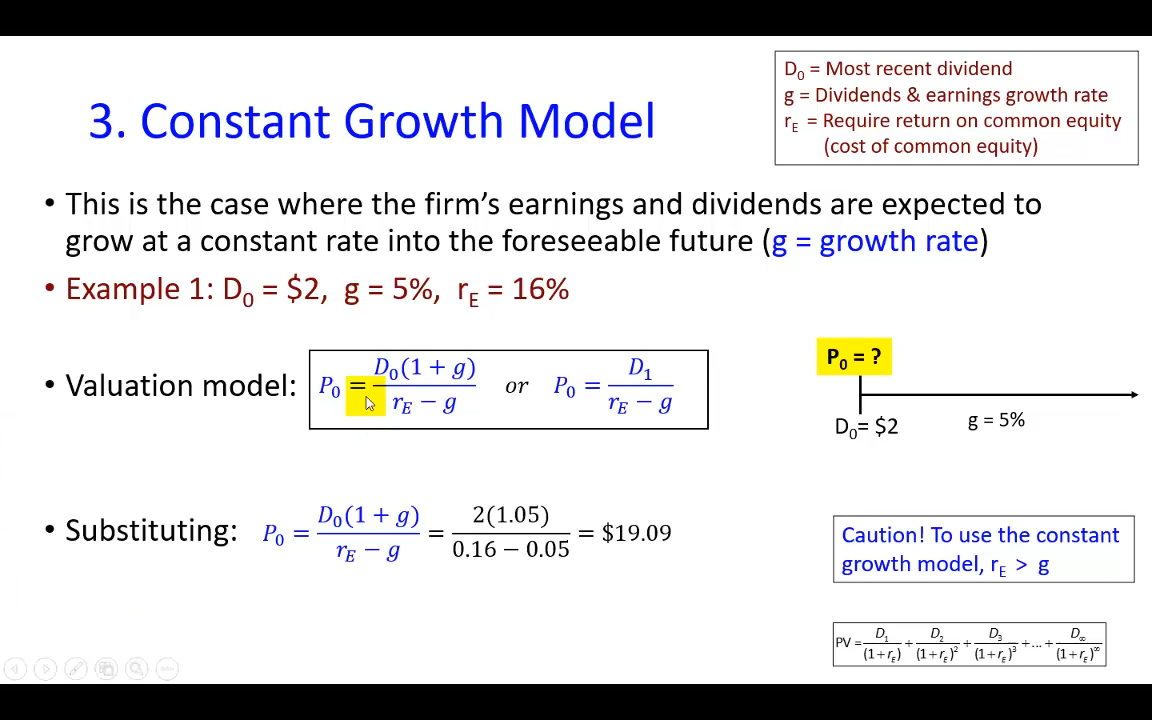 3. Constant Growth Model
D₀ = Most recent dividend
g = Dividends & earnings growth rate
r_E = Require return on common equity
(cost of common equity)
• This is the case where the firm's earnings and dividends are expected to
grow at a constant rate into the foreseeable future (g = growth rate)
• Example 1: D₀ = $2, g = 5%, r_E = 16%
• Valuation model: P₀ = D₀(1 + g) / (r_E − g) or P₀ = D₁ / (r_E − g)
P₀ = ?
D₀= $2 g = 5%
• Substituting: P₀ = D₀(1 + g) / (r_E − g) = 2(1.05) / (0.16 − 0.05) = $19.09
Caution! To use the constant
growth model, r_E > g
PV = D₁/(1+r_E) + D₂/(1+r_E)² + D₃/(1+r_E)³ + ... + D_∞/(1+r_E)^∞